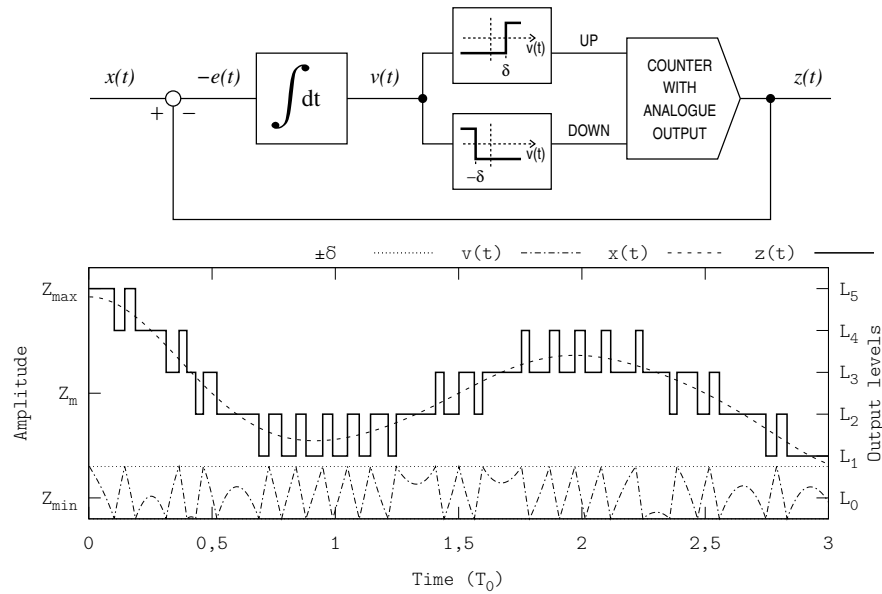 x(t)
−e(t)
∫dt
v(t)
v(t)
δ
UP
v(t)
−δ
DOWN
COUNTER
WITH
ANALOGUE
OUTPUT
z(t)
+
−
±δ v(t) x(t) z(t)
Amplitude
Zmax
Zm
Zmin
L5
L4
L3
L2
L1
L0
Output levels
0 0,5 1 1,5 2 2,5 3
Time (T0)